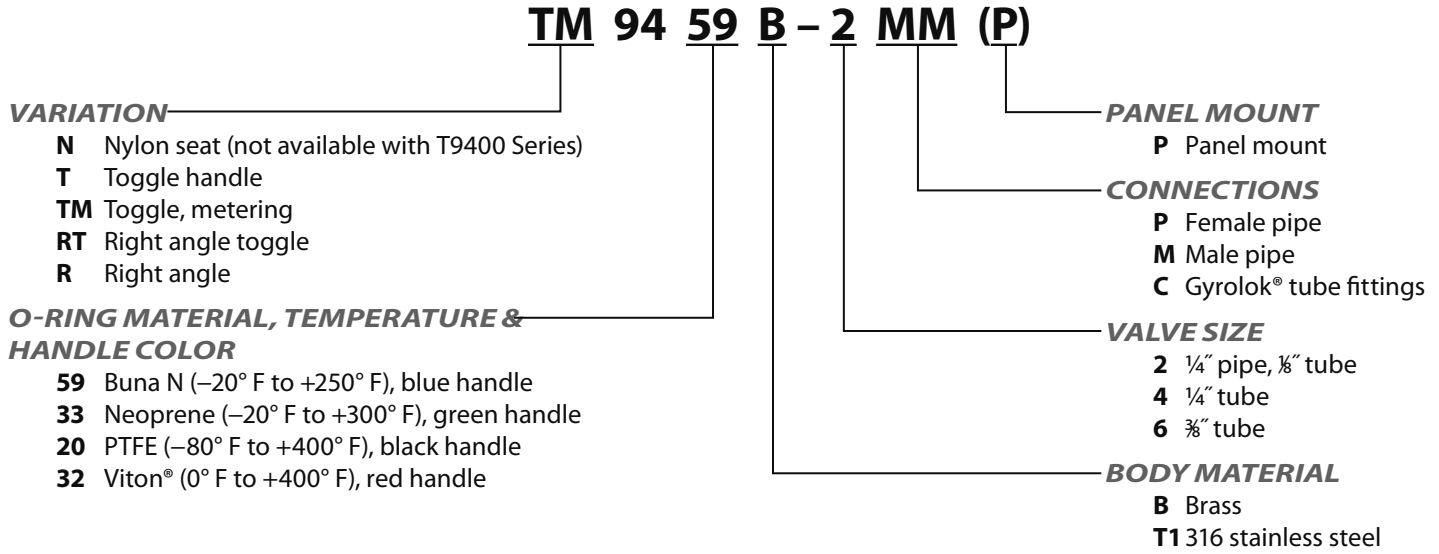 TM 94 59 B – 2 MM (P)
VARIATION
N Nylon seat (not available with T9400 Series)
T Toggle handle
TM Toggle, metering
RT Right angle toggle
R Right angle
O-RING MATERIAL, TEMPERATURE &
HANDLE COLOR
59 Buna N (–20° F to +250° F), blue handle
33 Neoprene (–20° F to +300° F), green handle
20 PTFE (–80° F to +400° F), black handle
32 Viton® (0° F to +400° F), red handle
PANEL MOUNT
P Panel mount
CONNECTIONS
P Female pipe
M Male pipe
C Gyrolok® tube fittings
VALVE SIZE
2 ¼˝ pipe, ⅛˝ tube
4 ¼˝ tube
6 ⅜˝ tube
BODY MATERIAL
B Brass
T1 316 stainless steel